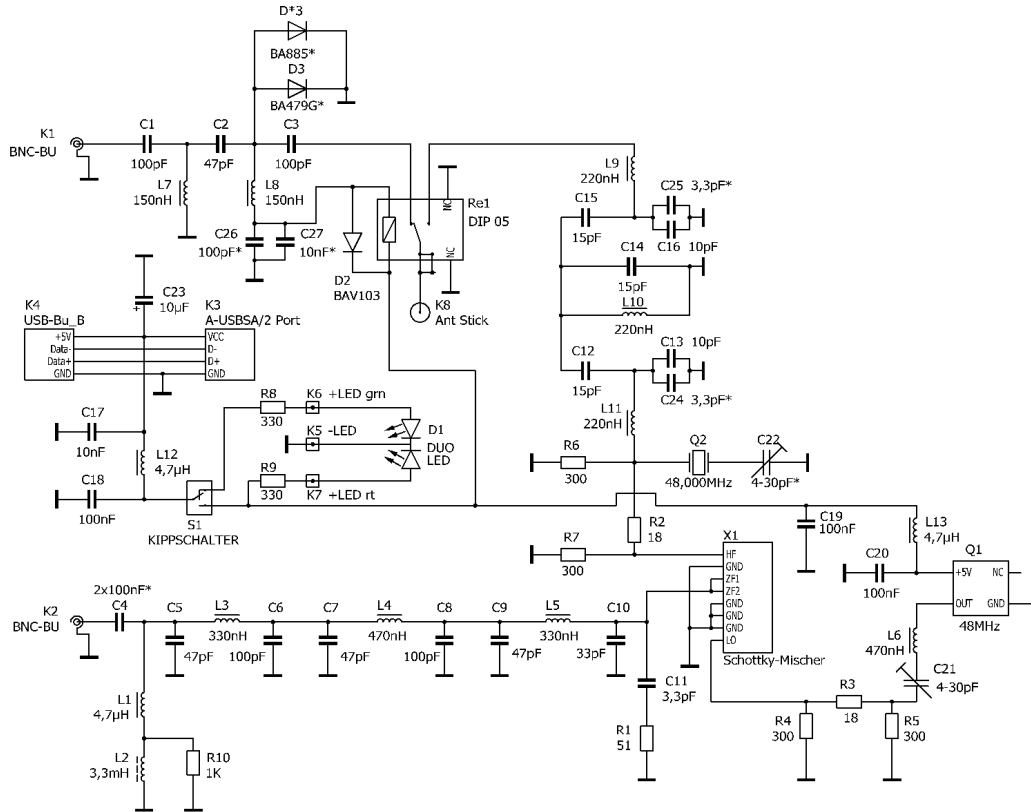 D*3
BA885*
D3
BA479G*
K1
BNC-BU
C1
100pF
C2
47pF
C3
100pF
L7
150nH
L8
150nH
C26
100pF*
C27
10nF*
D2
BAV103
NC
NC
Re1
DIP 05
K8
Ant Stick
L9
220nH
C15
15pF
C25
3,3pF*
C16
10pF
C14
15pF
L10
220nH
C12
15pF
C13
10pF
C24
3,3pF*
L11
220nH
C23
10µF
+
K4
USB-Bu_B
+5V
Data-
Data+
GND
K3
A-USBSA/2 Port
VCC
D-
D+
GND
C17
10nF
L12
4,7µH
C18
100nF
S1
KIPPSCHALTER
R8
330
K6
+LED grn
K5
-LED
R9
330
K7
+LED rt
D1
DUO
LED
R6
300
Q2
48,000MHz
C22
4-30pF*
R2
18
R7
300
X1
HF
GND
ZF1
ZF2
GND
GND
GND
LO
Schottky-Mischer
C19
100nF
L13
4,7µH
C20
100nF
Q1
+5V
NC
OUT
GND
48MHz
L6
470nH
C21
4-30pF
R3
18
R4
300
R5
300
K2
BNC-BU
2x100nF*
C4
C5
47pF
L3
330nH
C6
100pF
C7
47pF
L4
470nH
C8
100pF
C9
47pF
L5
330nH
C10
33pF
C11
3,3pF
R1
51
L1
4,7µH
L2
3,3mH
R10
1K